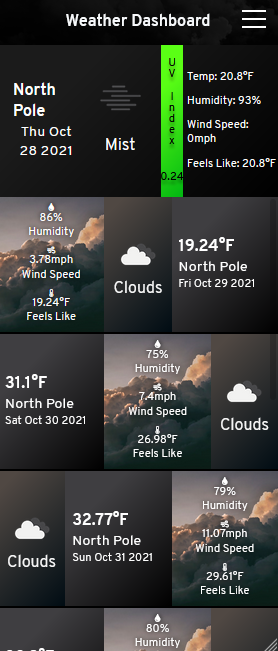 Weather Dashboard
North
Pole
Thu Oct
28 2021
Mist
UV Index
0.24
Temp: 20.8°F
Humidity: 93%
Wind Speed:
0mph
Feels Like: 20.8°F
86%
Humidity
3.78mph
Wind Speed
19.24°F
Feels Like
Clouds
19.24°F
North Pole
Fri Oct 29 2021
31.1°F
North Pole
Sat Oct 30 2021
75%
Humidity
7.4mph
Wind Speed
26.98°F
Feels Like
Clouds
Clouds
32.77°F
North Pole
Sun Oct 31 2021
79%
Humidity
11.07mph
Wind Speed
29.61°F
Feels Like
80%
Humidity